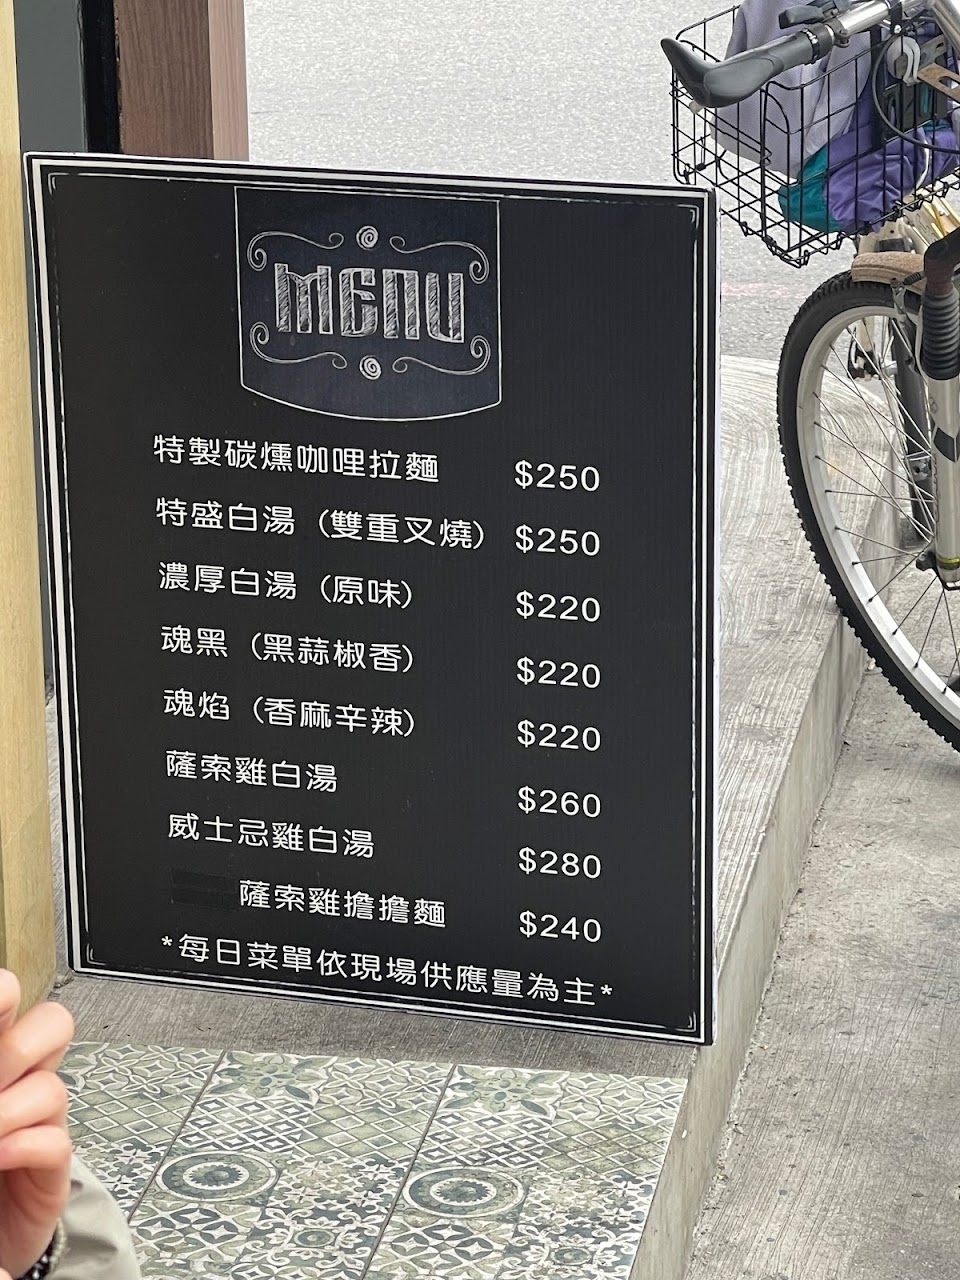 MENU
特製碳燻咖哩拉麵 $250
特盛白湯（雙重叉燒） $250
濃厚白湯（原味） $220
魂黑（黑蒜椒香） $220
魂焰（香麻辛辣） $220
薩索雞白湯 $260
威士忌雞白湯 $280
薩索雞擔擔麵 $240
*每日菜單依現場供應量為主*